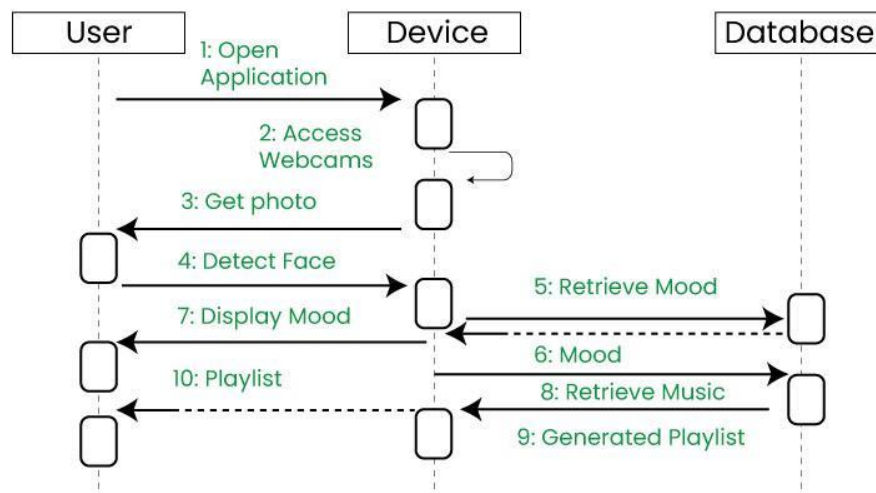 User
Device
Database
1: Open
Application
2: Access
Webcams
3: Get photo
4: Detect Face
5: Retrieve Mood
7: Display Mood
6: Mood
10: Playlist
8: Retrieve Music
9: Generated Playlist